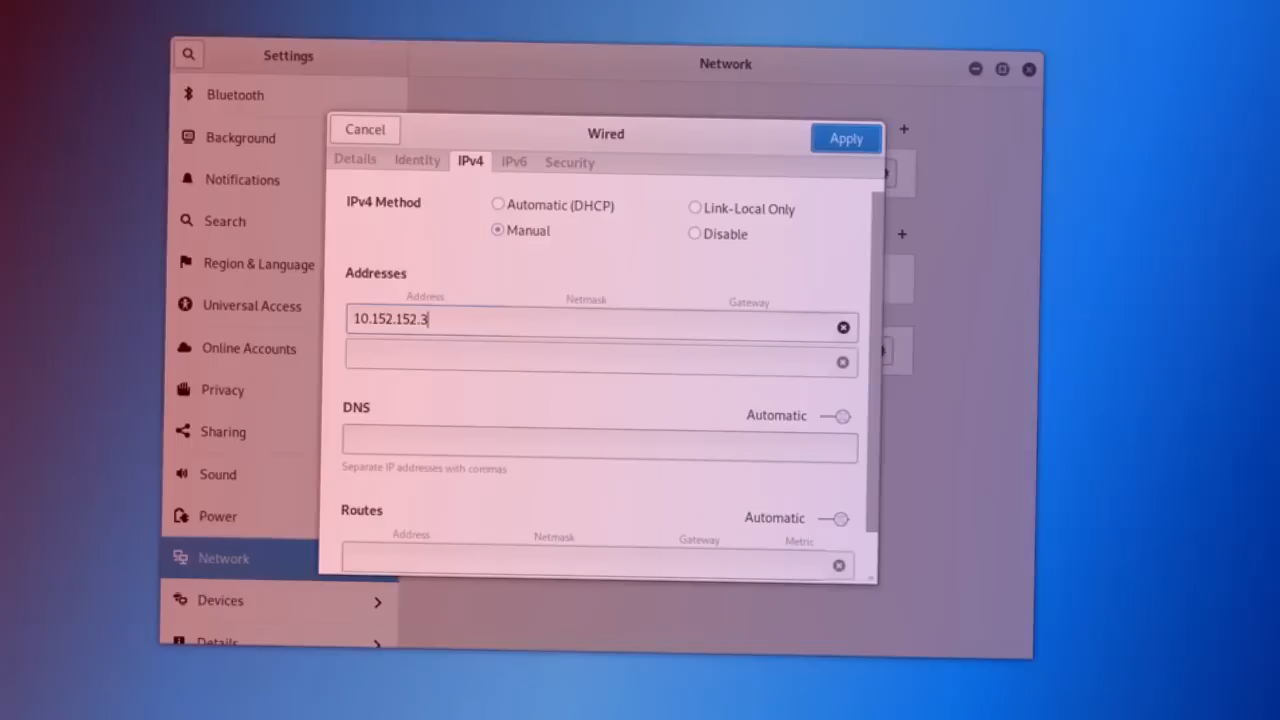 Settings
Network
Bluetooth
Background
Notifications
Search
Region & Language
Universal Access
Online Accounts
Privacy
Sharing
Sound
Power
Network
Devices
Details
Cancel
Wired
Apply
Details Identity IPv4 IPv6 Security
IPv4 Method
Automatic (DHCP)
Link-Local Only
Manual
Disable
Addresses
Address Netmask Gateway
10.152.152.3
DNS
Automatic
Separate IP addresses with commas
Routes
Automatic
Address Netmask Gateway Metric